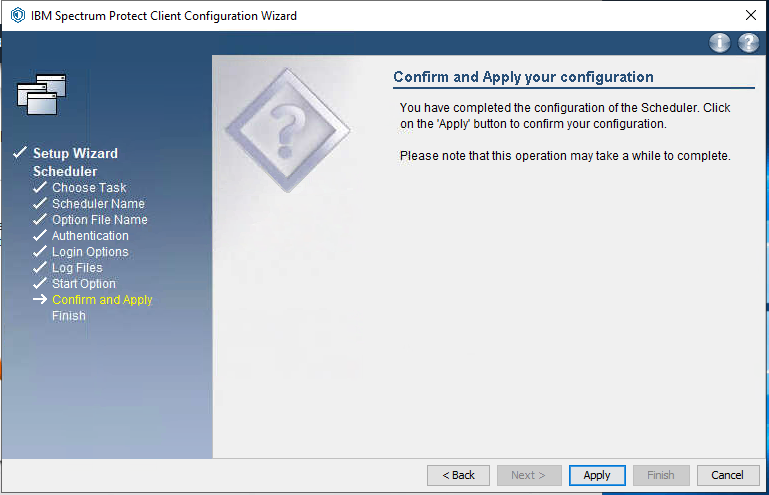 IBM Spectrum Protect Client Configuration Wizard
Confirm and Apply your configuration
You have completed the configuration of the Scheduler. Click
on the 'Apply' button to confirm your configuration.
Please note that this operation may take a while to complete.
Setup Wizard
Scheduler
Choose Task
Scheduler Name
Option File Name
Authentication
Login Options
Log Files
Start Option
Confirm and Apply
Finish
< Back
Next >
Apply
Finish
Cancel